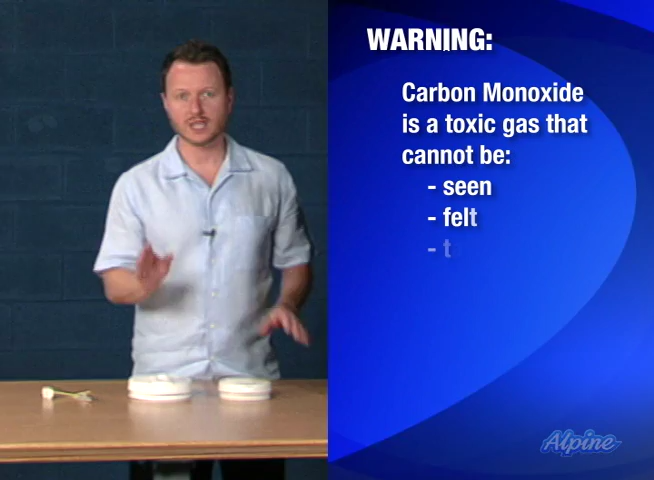 WARNING:
Carbon Monoxide
is a toxic gas that
cannot be:
- seen
- felt
- t
Alpine